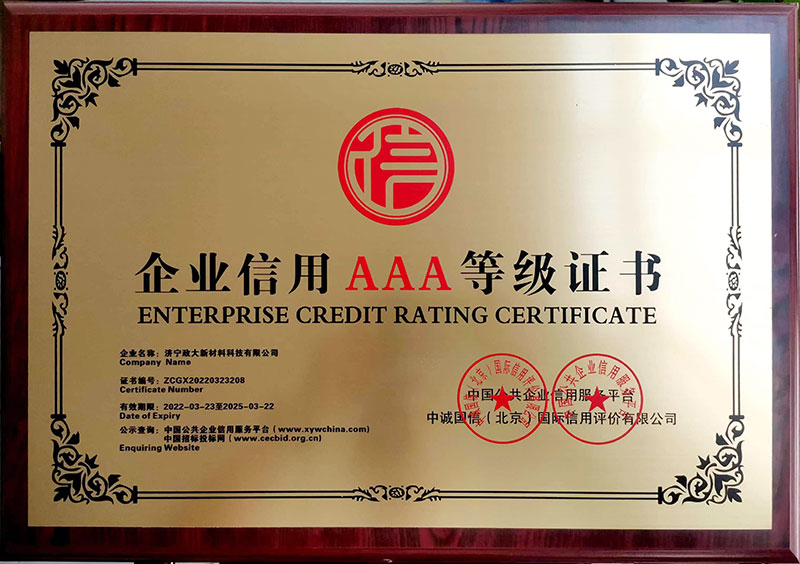 信
企业信用AAA等级证书
ENTERPRISE CREDIT RATING CERTIFICATE
企业名称：济宁政大新材料科技有限公司
Company Name
证书编号：ZCGX20220323208
Certificate Number
有效期限：2022-03-23至2025-03-22
Date of Expiry
公示查询：中国公共企业信用服务平台（www.xywchina.com）
中国招标投标网（www.cecbid.org.cn）
Enquiring Website
中国公共企业信用服务平台
中诚国信（北京）国际信用评价有限公司